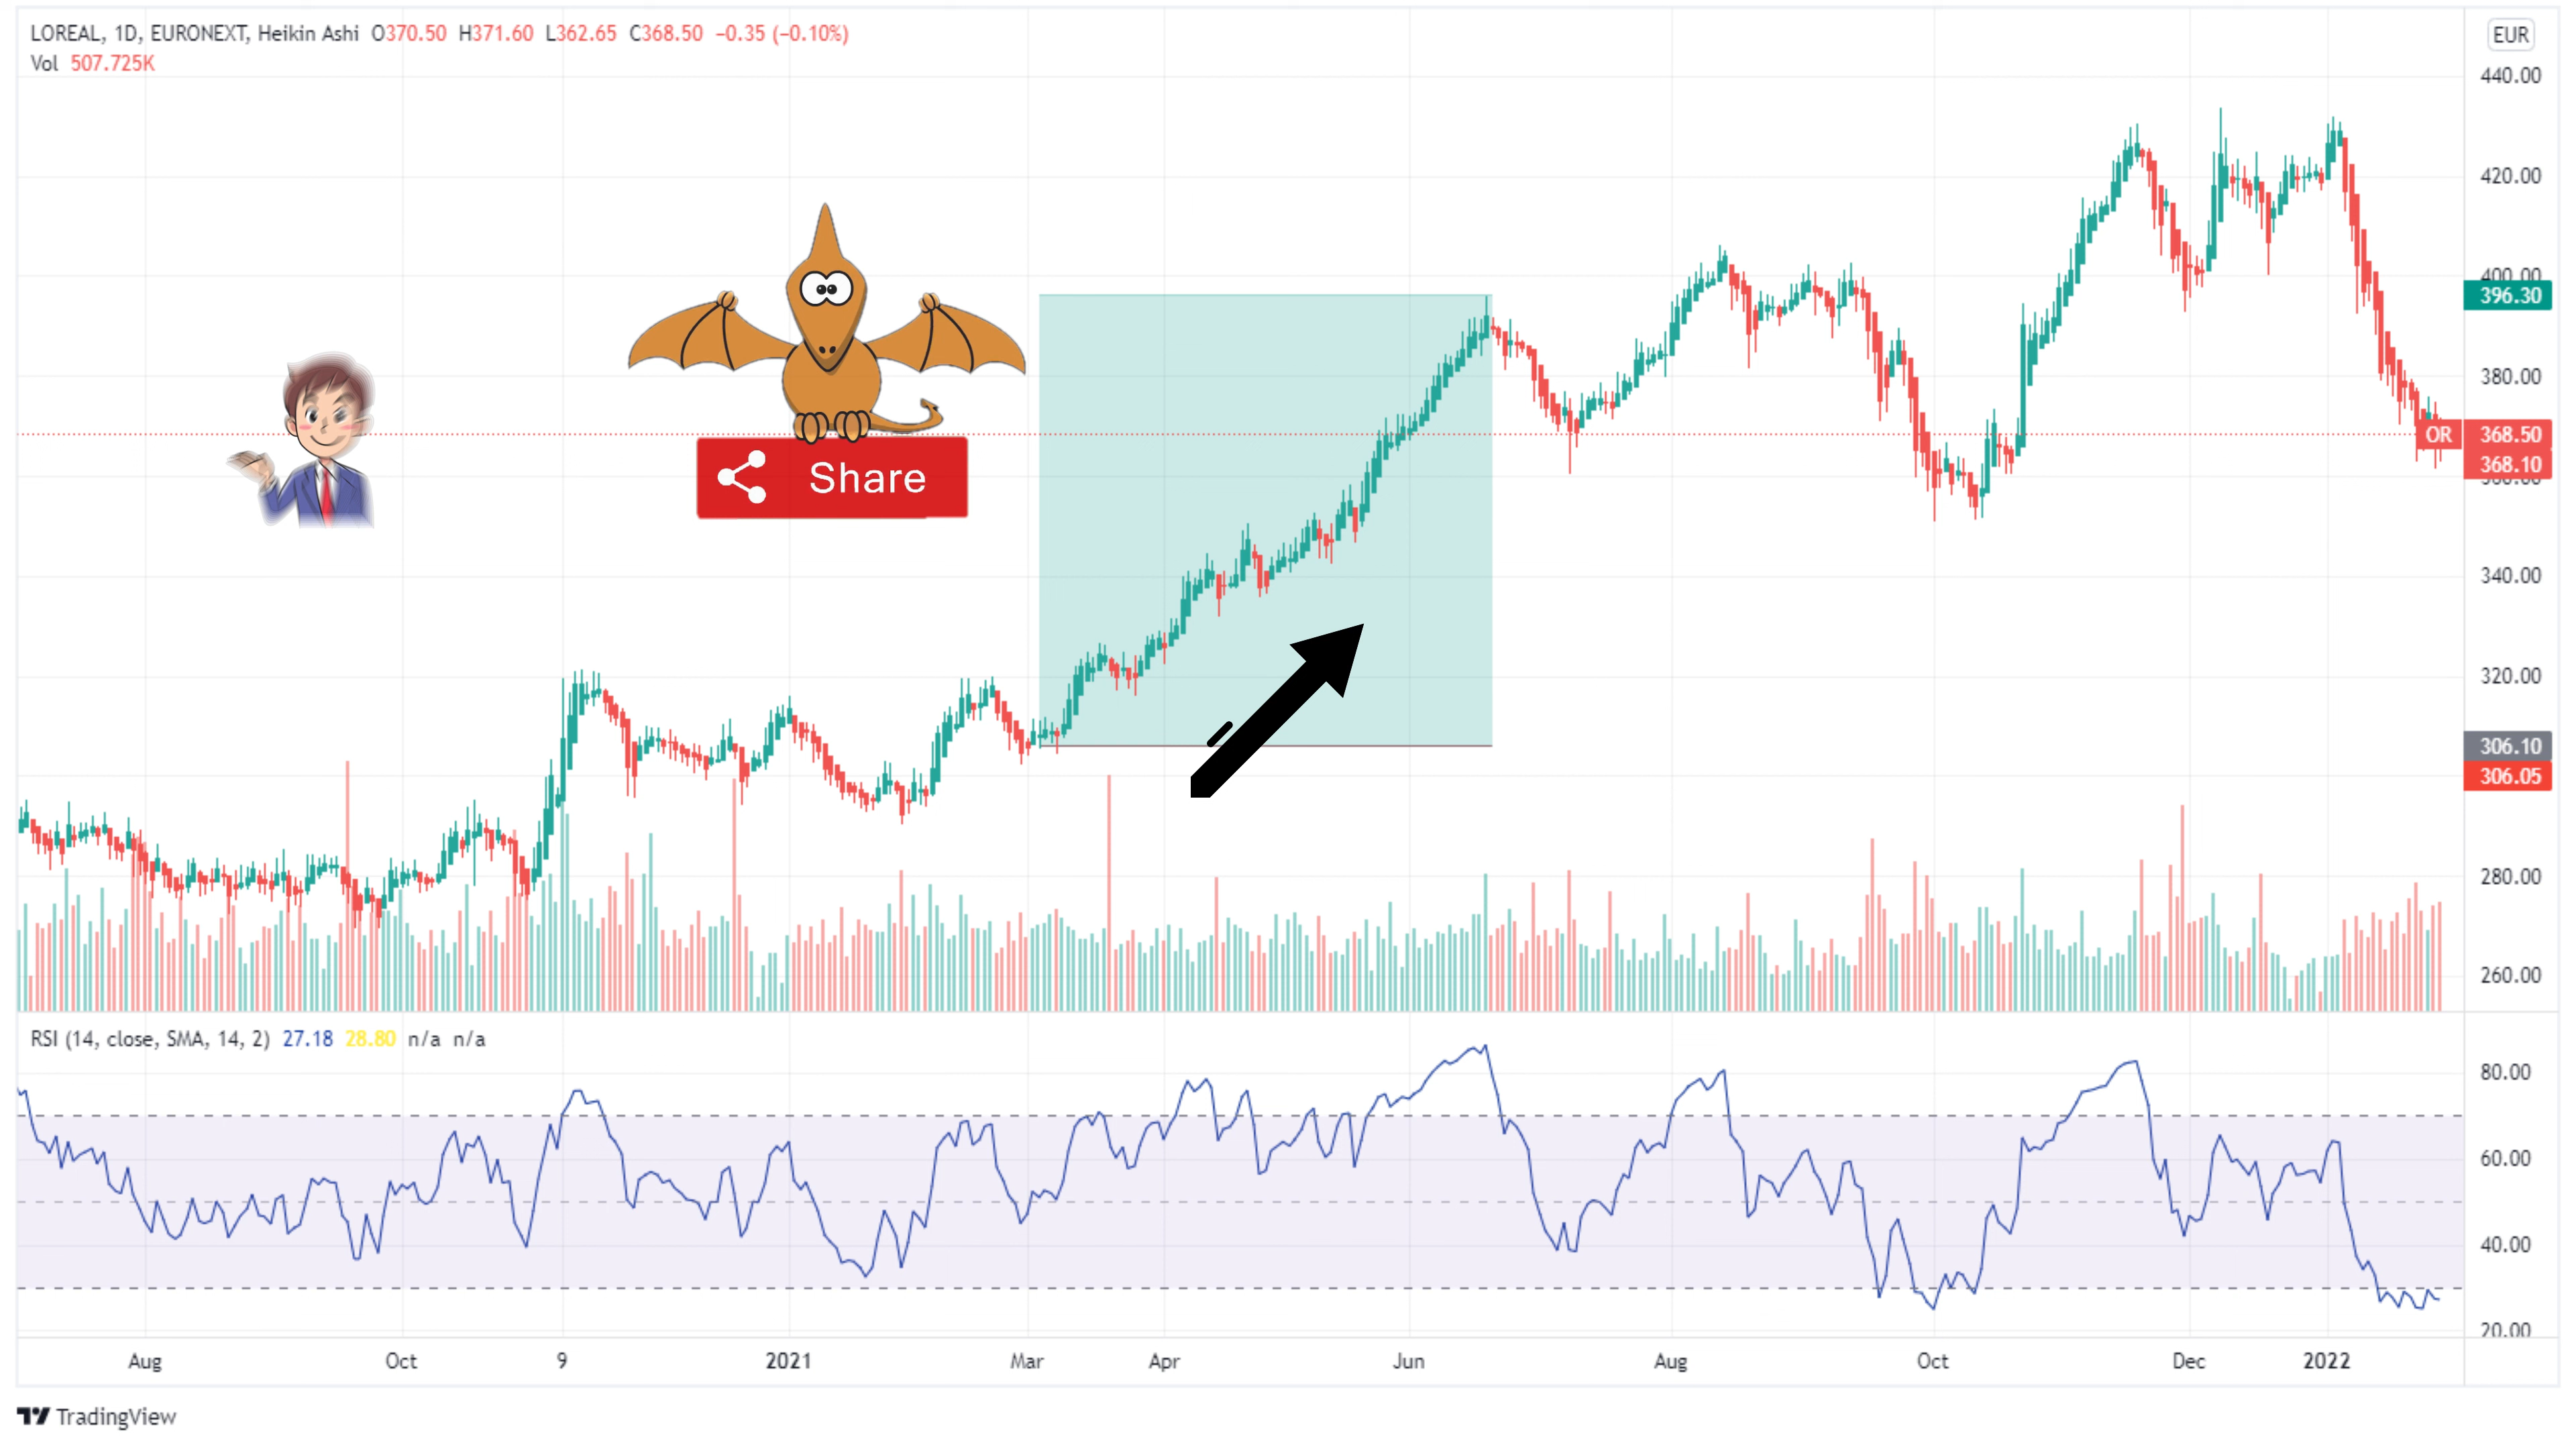 LOREAL, 1D, EURONEXT, Heikin Ashi O370.50 H371.60 L362.65 C368.50 −0.35 (−0.10%)
Vol 507.725K
EUR
440.00
420.00
400.00
396.30
380.00
OR 368.50
368.10
360.00
340.00
320.00
306.10
306.05
280.00
260.00
Share
RSI (14, close, SMA, 14, 2) 27.18 28.80 n/a n/a
80.00
60.00
40.00
20.00
Aug Oct 9 2021 Mar Apr Jun Aug Oct Dec 2022
TradingView